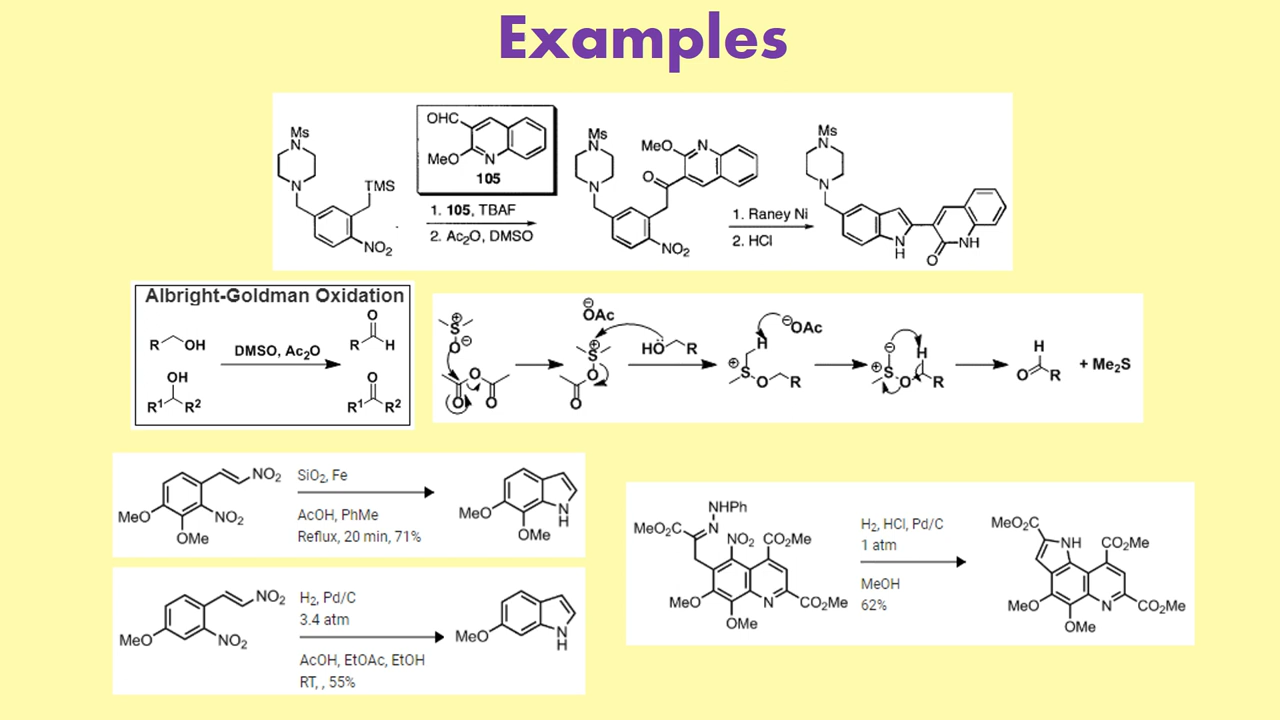 Examples
Ms
N
N
TMS
NO₂
OHC
MeO
N
105
1. 105, TBAF
2. Ac₂O, DMSO
Ms
N
N
MeO
N
O
NO₂
1. Raney Ni
2. HCl
Ms
N
N
N
H
O
NH
Albright-Goldman Oxidation
R
OH
DMSO, Ac₂O
O
R
H
OH
R¹
R²
O
R¹
R²
⊕
S
O
⊖
O
O
O
⊖
OAc
⊕
S
O
O
HO
R
H
⊖
OAc
⊕
S
O
R
⊖
H
⊕
S
O
R
H
O
R
+ Me₂S
NO₂
MeO
NO₂
OMe
SiO₂, Fe
AcOH, PhMe
Reflux, 20 min, 71%
MeO
OMe
N
H
NO₂
MeO
NO₂
H₂, Pd/C
3.4 atm
AcOH, EtOAc, EtOH
RT, , 55%
MeO
N
H
NHPh
MeO₂C
N
NO₂
CO₂Me
MeO
N
CO₂Me
OMe
H₂, HCl, Pd/C
1 atm
MeOH
62%
MeO₂C
NH
CO₂Me
MeO
N
CO₂Me
OMe